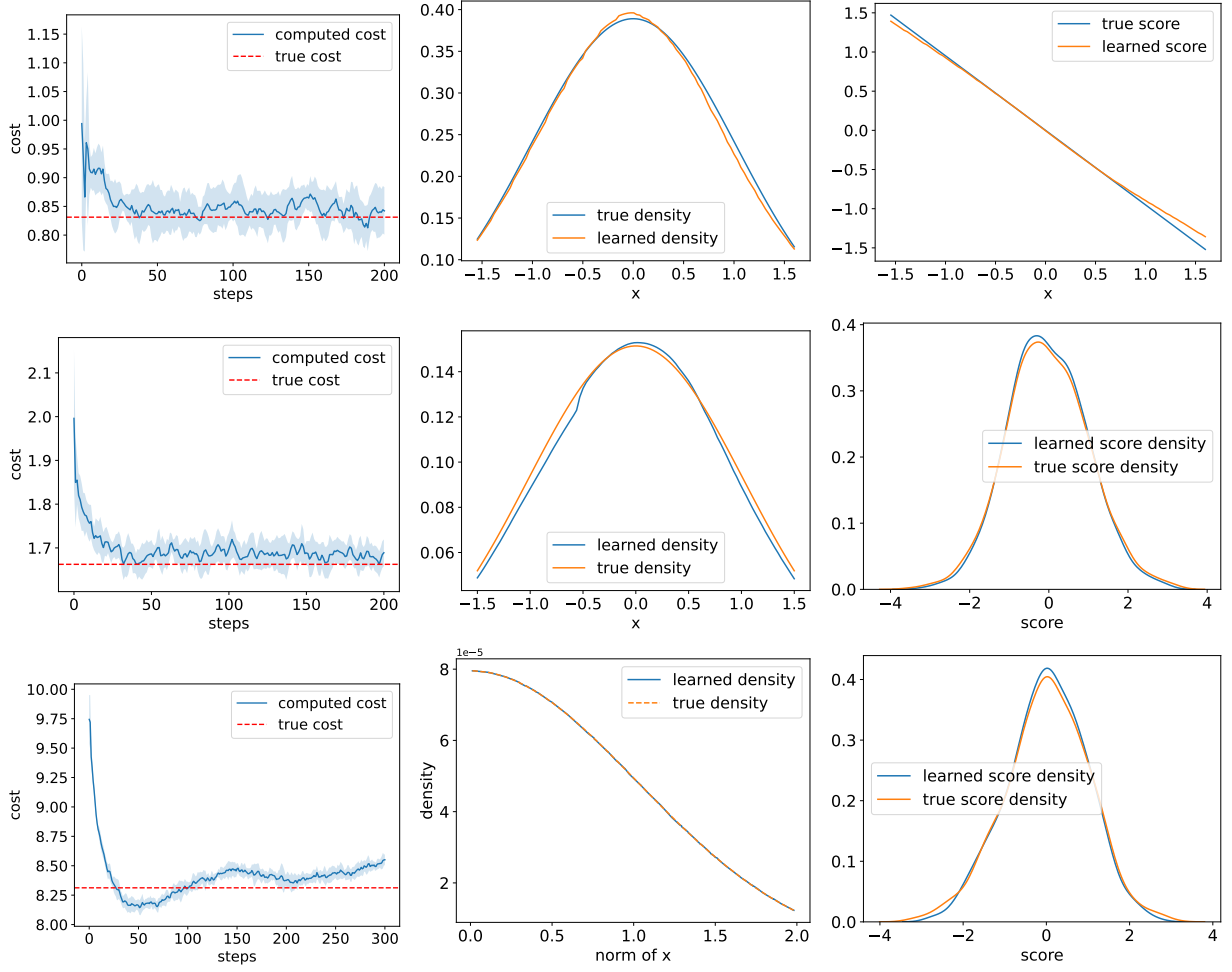 computed cost
true cost
cost
1.15
1.10
1.05
1.00
0.95
0.90
0.85
0.80
0 50 100 150 200
steps
true density
learned density
0.40
0.35
0.30
0.25
0.20
0.15
0.10
−1.5 −1.0 −0.5 0.0 0.5 1.0 1.5
x
true score
learned score
1.5
1.0
0.5
0.0
−0.5
−1.0
−1.5
−1.5 −1.0 −0.5 0.0 0.5 1.0 1.5
x
computed cost
true cost
cost
2.1
2.0
1.9
1.8
1.7
0 50 100 150 200
steps
0.14
0.12
0.10
0.08
0.06
learned density
true density
−1.5 −1.0 −0.5 0.0 0.5 1.0 1.5
x
0.4
0.3
0.2
0.1
0.0
learned score density
true score density
−4 −2 0 2 4
score
computed cost
true cost
cost
10.00
9.75
9.50
9.25
9.00
8.75
8.50
8.25
8.00
0 50 100 150 200 250 300
steps
1e−5
learned density
true density
density
8
6
4
2
0.0 0.5 1.0 1.5 2.0
norm of x
0.4
0.3
0.2
0.1
0.0
learned score density
true score density
−4 −2 0 2 4
score